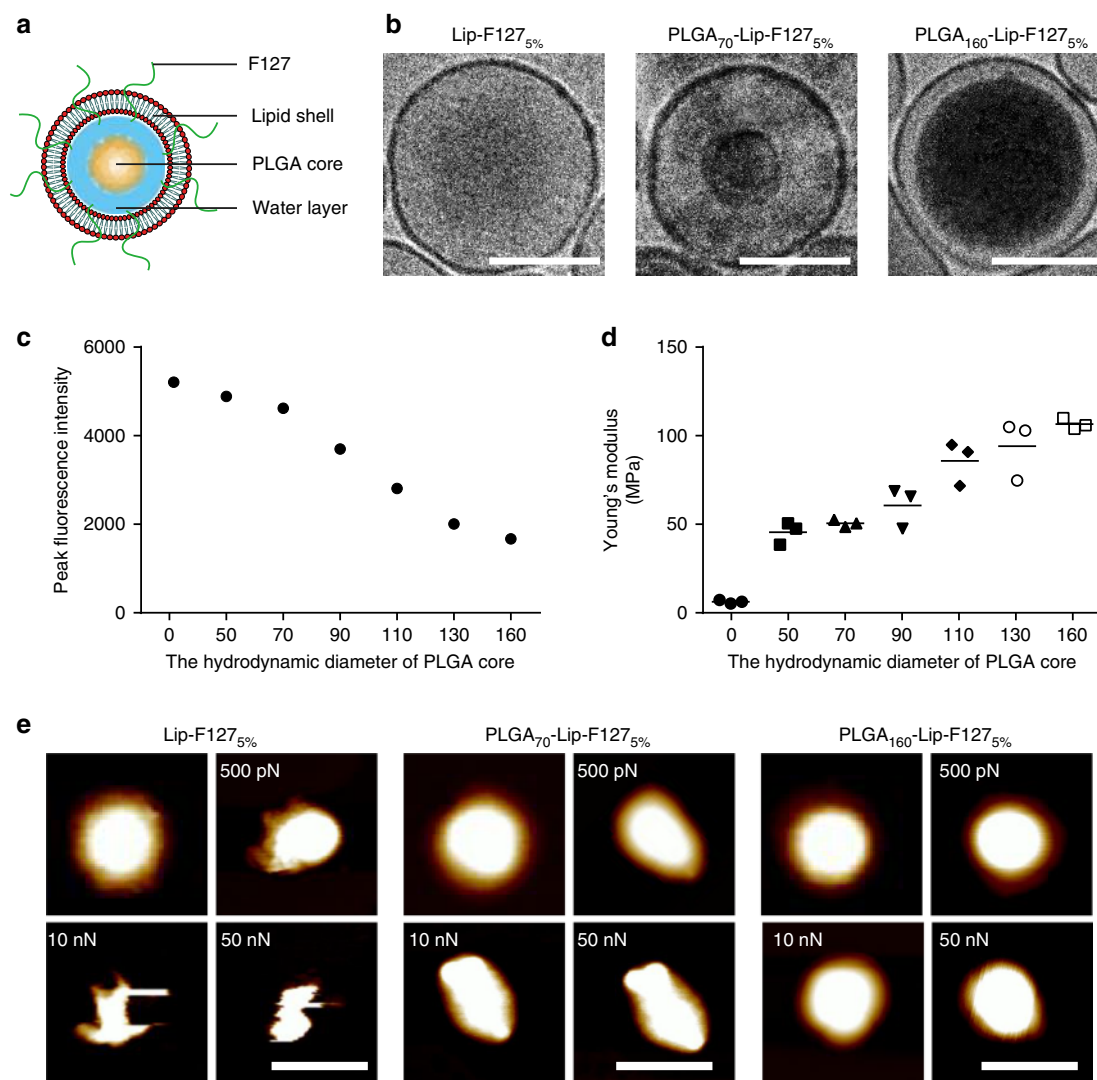 a
F127
Lipid shell
PLGA core
Water layer
b
Lip-F127₅%
PLGA₇₀-Lip-F127₅%
PLGA₁₆₀-Lip-F127₅%
c
6000
4000
2000
0
Peak fluorescence intensity
0 50 70 90 110 130 160
The hydrodynamic diameter of PLGA core
d
150
100
50
0
Young's modulus
(MPa)
0 50 70 90 110 130 160
The hydrodynamic diameter of PLGA core
e
Lip-F127₅%
PLGA₇₀-Lip-F127₅%
PLGA₁₆₀-Lip-F127₅%
500 pN
500 pN
500 pN
10 nN
50 nN
10 nN
50 nN
10 nN
50 nN